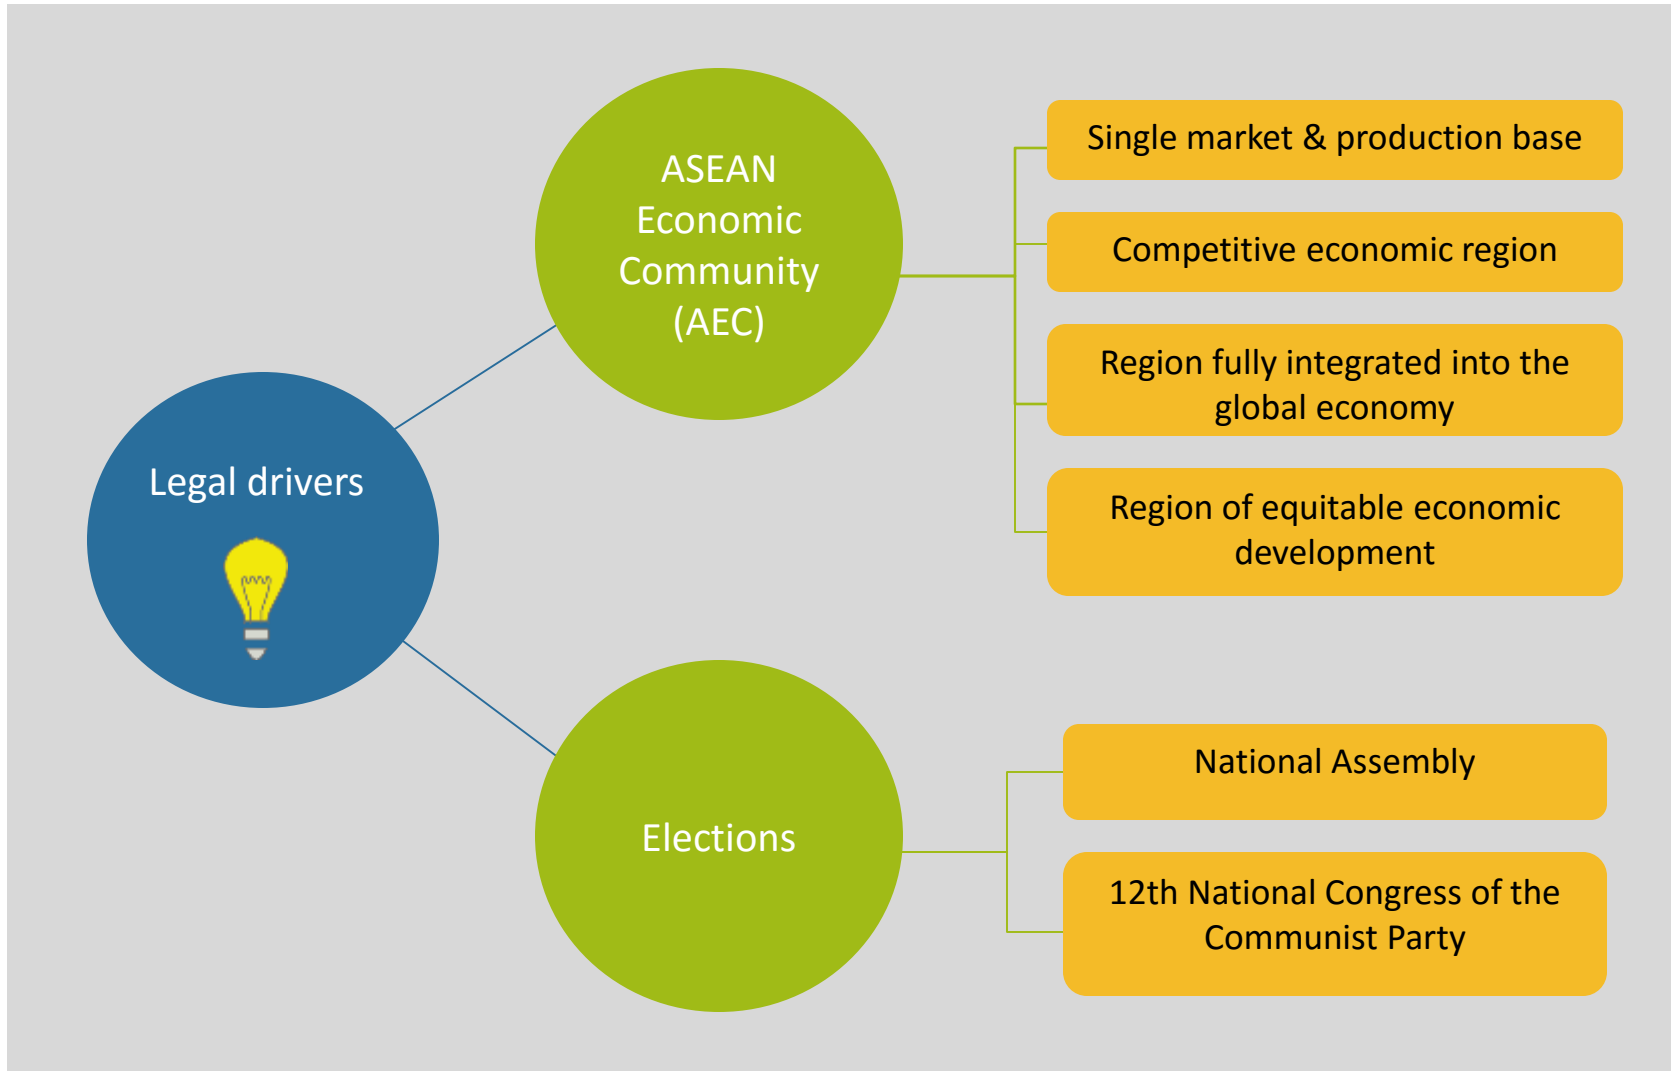 Legal drivers
ASEAN
Economic
Community
(AEC)
Single market & production base
Competitive economic region
Region fully integrated into the
global economy
Region of equitable economic
development
Elections
National Assembly
12th National Congress of the
Communist Party